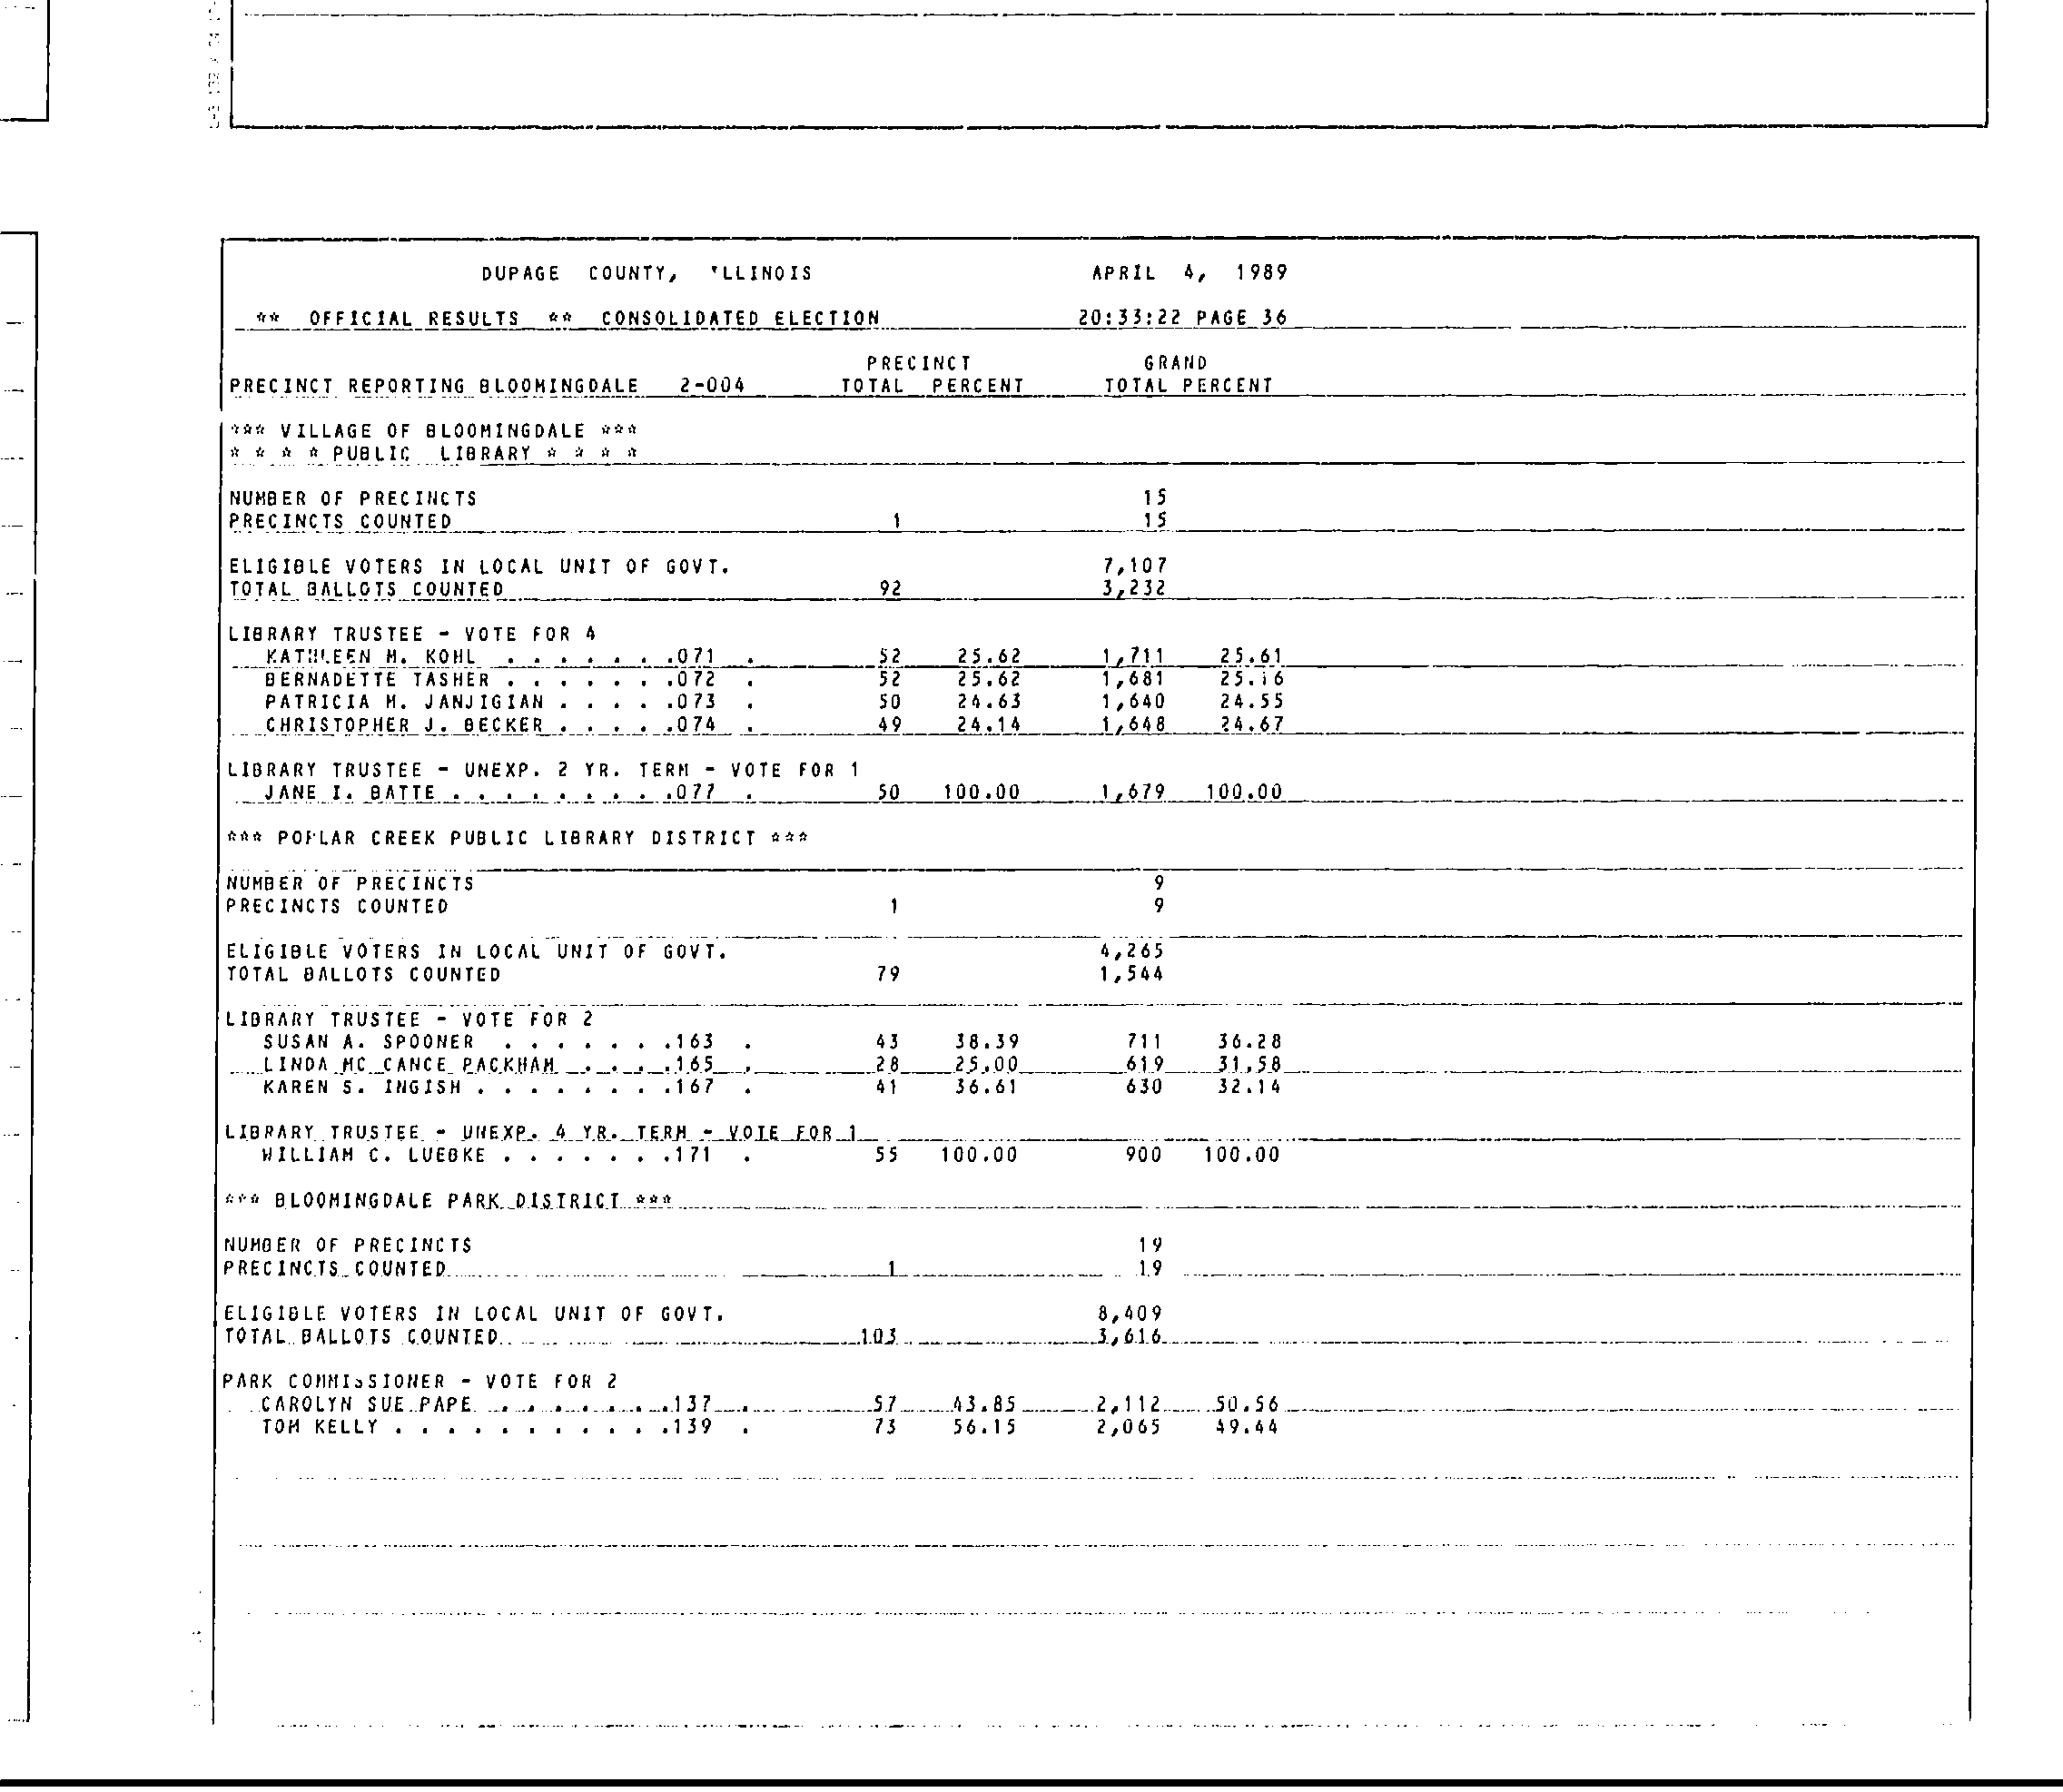 DUPAGE COUNTY, 'LLINOIS APRIL 4, 1989
** OFFICIAL RESULTS ** CONSOLIDATED ELECTION 20:33:22 PAGE 36
PRECINCT GRAND
PRECINCT REPORTING BLOOMINGDALE 2-004 TOTAL PERCENT TOTAL PERCENT
*** VILLAGE OF BLOOMINGDALE ***
* * * * PUBLIC LIBRARY * * * *
NUMBER OF PRECINCTS 15
PRECINCTS COUNTED 1 15
ELIGIBLE VOTERS IN LOCAL UNIT OF GOVT. 7,107
TOTAL BALLOTS COUNTED 92 3,232
LIBRARY TRUSTEE - VOTE FOR 4
KATHLEEN M. KOHL . . . . . . .071 . 52 25.62 1,711 25.61
BERNADETTE TASHER . . . . . . .072 . 52 25.62 1,681 25.16
PATRICIA M. JANJIGIAN . . . . .073 . 50 24.63 1,640 24.55
CHRISTOPHER J. BECKER . . . . .074 . 49 24.14 1,648 24.67
LIBRARY TRUSTEE - UNEXP. 2 YR. TERM - VOTE FOR 1
JANE I. BATTE . . . . . . . . .077 . 50 100.00 1,679 100.00
*** POPLAR CREEK PUBLIC LIBRARY DISTRICT ***
NUMBER OF PRECINCTS 9
PRECINCTS COUNTED 1 9
ELIGIBLE VOTERS IN LOCAL UNIT OF GOVT. 4,265
TOTAL BALLOTS COUNTED 79 1,544
LIBRARY TRUSTEE - VOTE FOR 2
SUSAN A. SPOONER . . . . . . .163 . 43 38.39 711 36.28
LINDA MC CANCE PACKHAM . . . .165 . 28 25.00 619 31.58
KAREN S. INGISH . . . . . . . .167 . 41 36.61 630 32.14
LIBRARY TRUSTEE - UNEXP. 4 YR. TERM - VOTE FOR 1
WILLIAM C. LUEBKE . . . . . . .171 . 55 100.00 900 100.00
*** BLOOMINGDALE PARK DISTRICT ***
NUMBER OF PRECINCTS 19
PRECINCTS COUNTED 1 19
ELIGIBLE VOTERS IN LOCAL UNIT OF GOVT. 8,409
TOTAL BALLOTS COUNTED 103 3,616
PARK COMMISSIONER - VOTE FOR 2
CAROLYN SUE PAPE . . . . . . .137 . 57 43.85 2,112 50.56
TOM KELLY . . . . . . . . . . .139 . 73 56.15 2,065 49.44